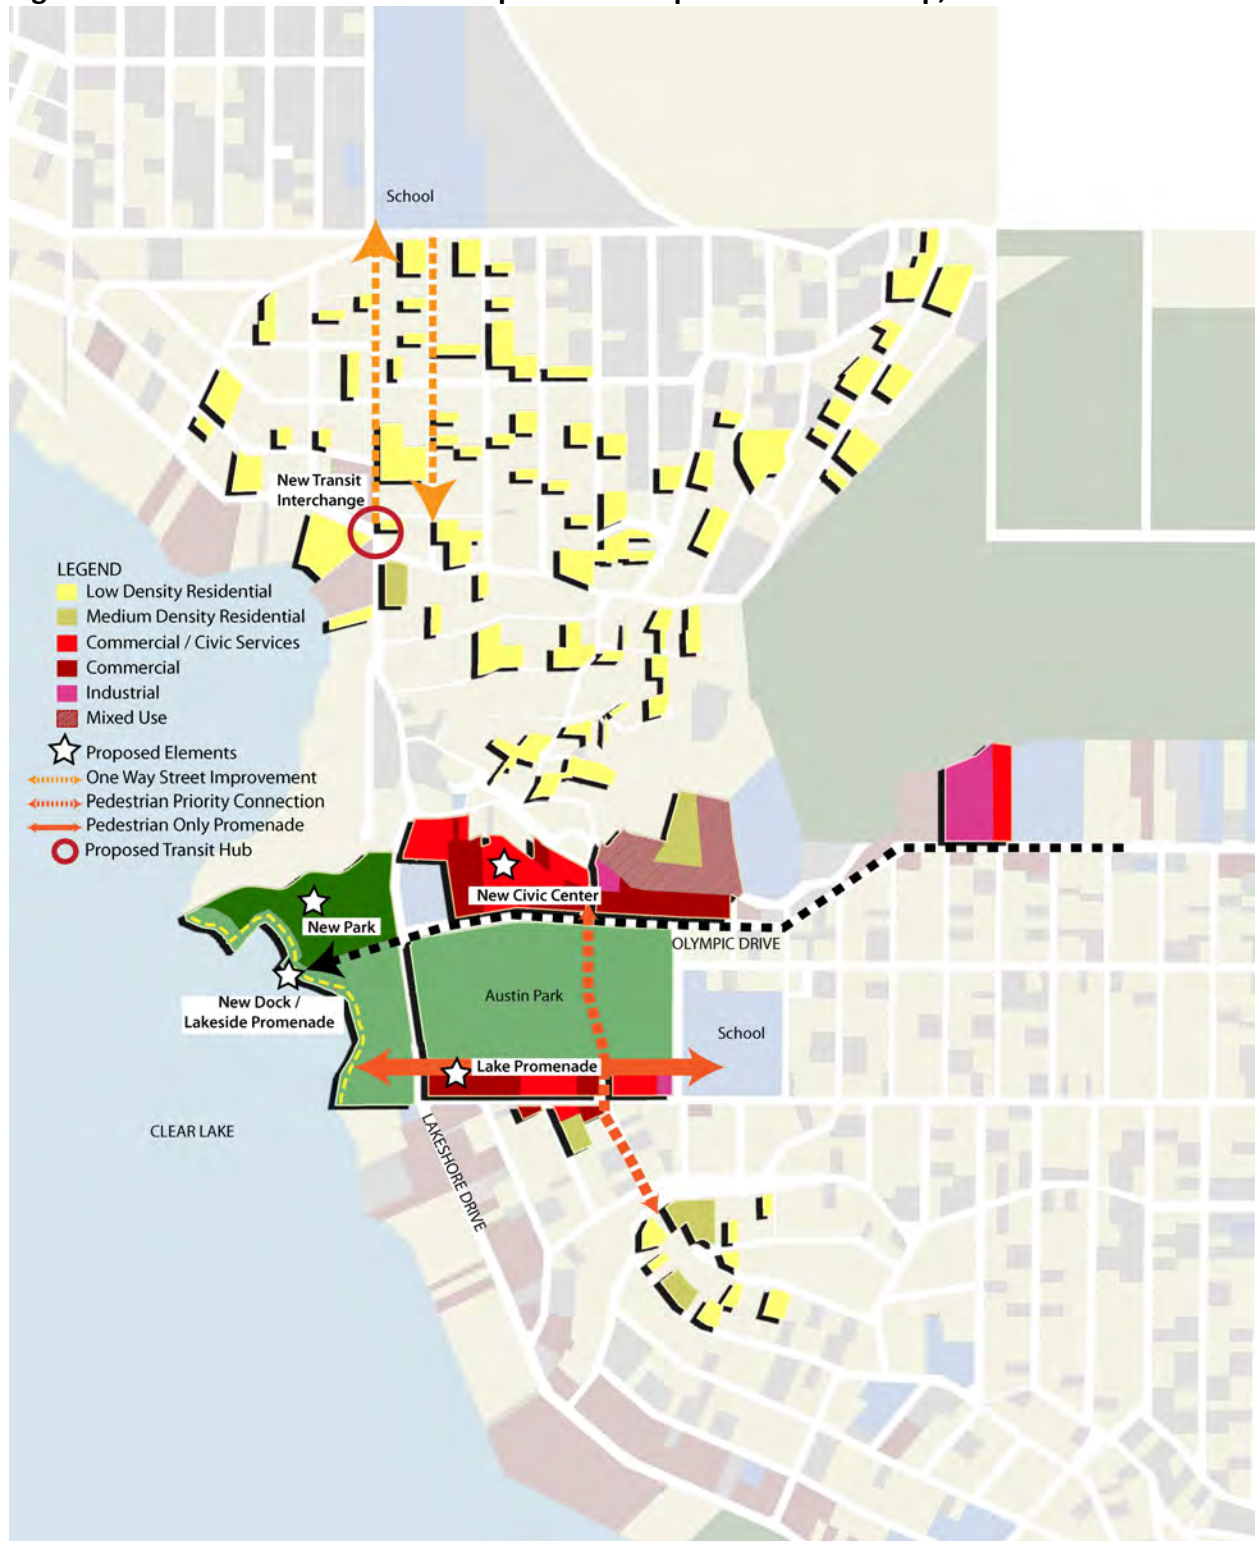 School
New Transit
Interchange
LEGEND
Low Density Residential
Medium Density Residential
Commercial / Civic Services
Commercial
Industrial
Mixed Use
Proposed Elements
One Way Street Improvement
Pedestrian Priority Connection
Pedestrian Only Promenade
Proposed Transit Hub
New Civic Center
New Park
OLYMPIC DRIVE
Austin Park
New Dock /
Lakeside Promenade
School
Lake Promenade
CLEAR LAKE
LAKESHORE DRIVE